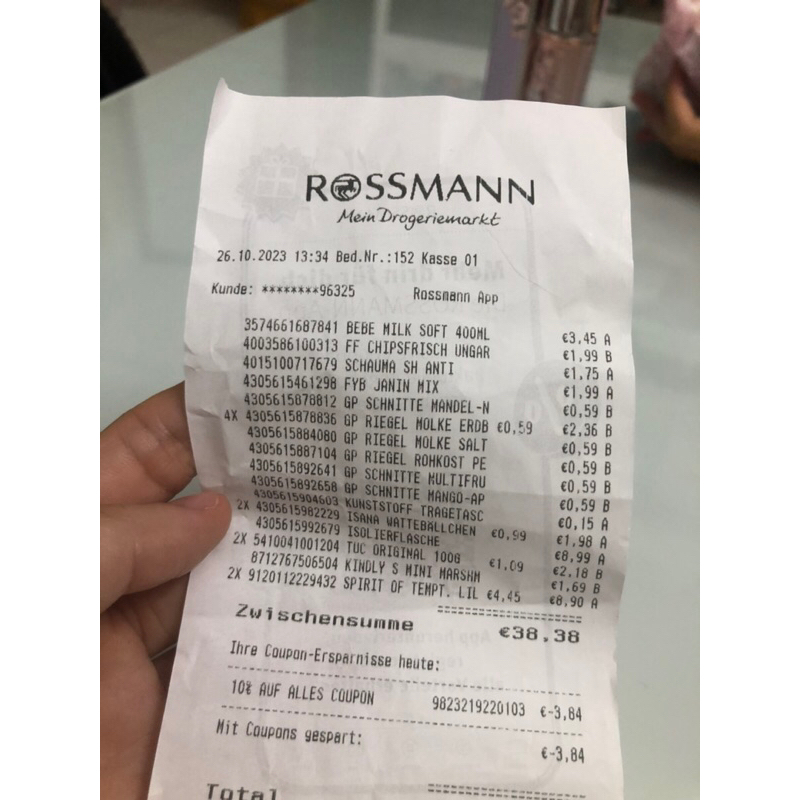 ROSSMANN
Mein Drogeriemarkt
26.10.2023 13:34 Bed.Nr.:152 Kasse 01
Kunde: ********96325 Rossmann App
3574661687841 BEBE MILK SOFT 400ML €3,45 A
4003586100313 FF CHIPSFRISCH UNGAR €1,99 B
4015100717679 SCHAUMA SH ANTI €1,75 A
4305615461298 FYB JANIN MIX €1,99 A
4305615878812 GP SCHNITTE MANDEL-N €0,59 B
4X 4305615878836 GP RIEGEL MOLKE ERDB €0,59 €2,36 B
4305615884080 GP RIEGEL MOLKE SALT €0,59 B
4305615887104 GP RIEGEL ROHKOST PE €0,59 B
4305615892641 GP SCHNITTE MULTIFRU €0,59 B
4305615892658 GP SCHNITTE MANGO-AP €0,59 B
4305615904603 KUNSTSTOFF TRAGETASC €0,15 A
2X 4305615982229 ISANA WATTEBÄLLCHEN €0,99 €1,98 A
4305615992679 ISOLIERFLASCHE €8,99 A
2X 5410041001204 TUC ORIGINAL 100G €1,09 €2,18 B
8712767506504 KINDLY S MINI MARSHM €1,69 B
2X 9120112229432 SPIRIT OF TEMPT. LIL €4,45 €8,90 A
Zwischensumme €38,38
Ihre Coupon-Ersparnisse heute:
10% AUF ALLES COUPON 9823219220103 €-3,84
Mit Coupons gespart: €-3,84
Total